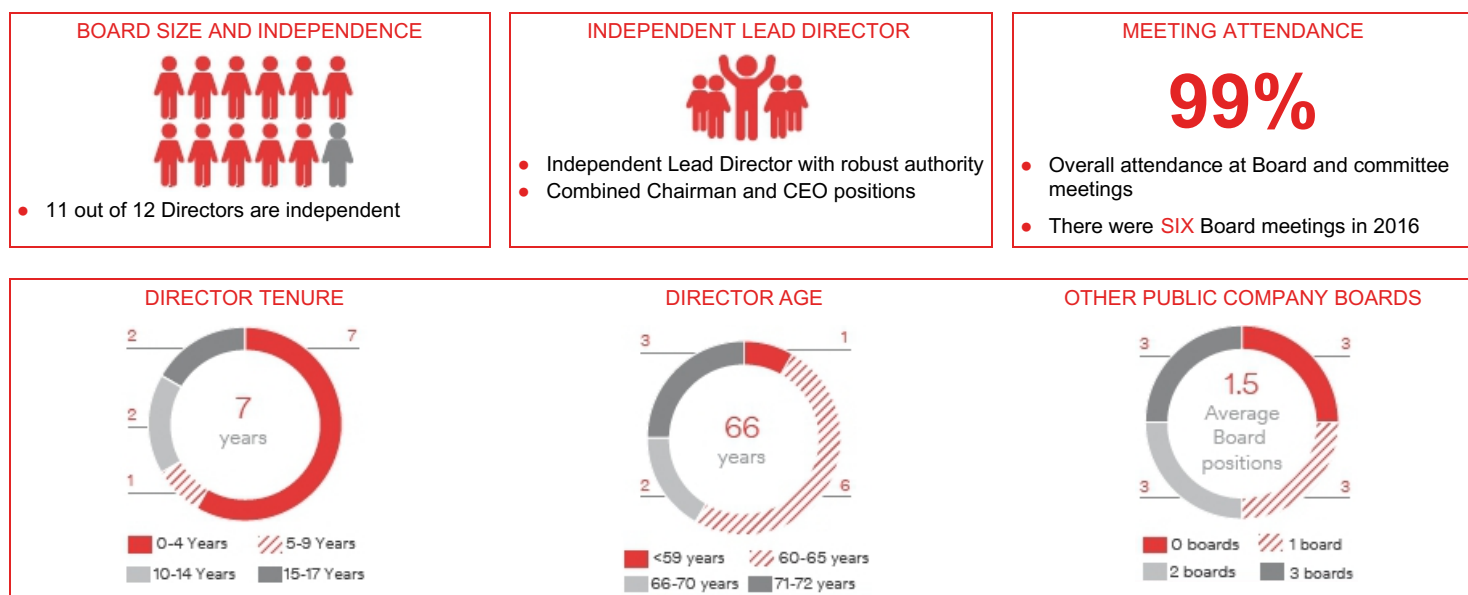 BOARD SIZE AND INDEPENDENCE
● 11 out of 12 Directors are independent
INDEPENDENT LEAD DIRECTOR
● Independent Lead Director with robust authority
● Combined Chairman and CEO positions
MEETING ATTENDANCE
99%
● Overall attendance at Board and committee
meetings
● There were SIX Board meetings in 2016
DIRECTOR TENURE
2
7
7
years
2
1
0-4 Years
5-9 Years
10-14 Years
15-17 Years
DIRECTOR AGE
3
1
66
years
2
6
<59 years
60-65 years
66-70 years
71-72 years
OTHER PUBLIC COMPANY BOARDS
3
3
1.5
Average
Board
positions
3
3
0 boards
1 board
2 boards
3 boards